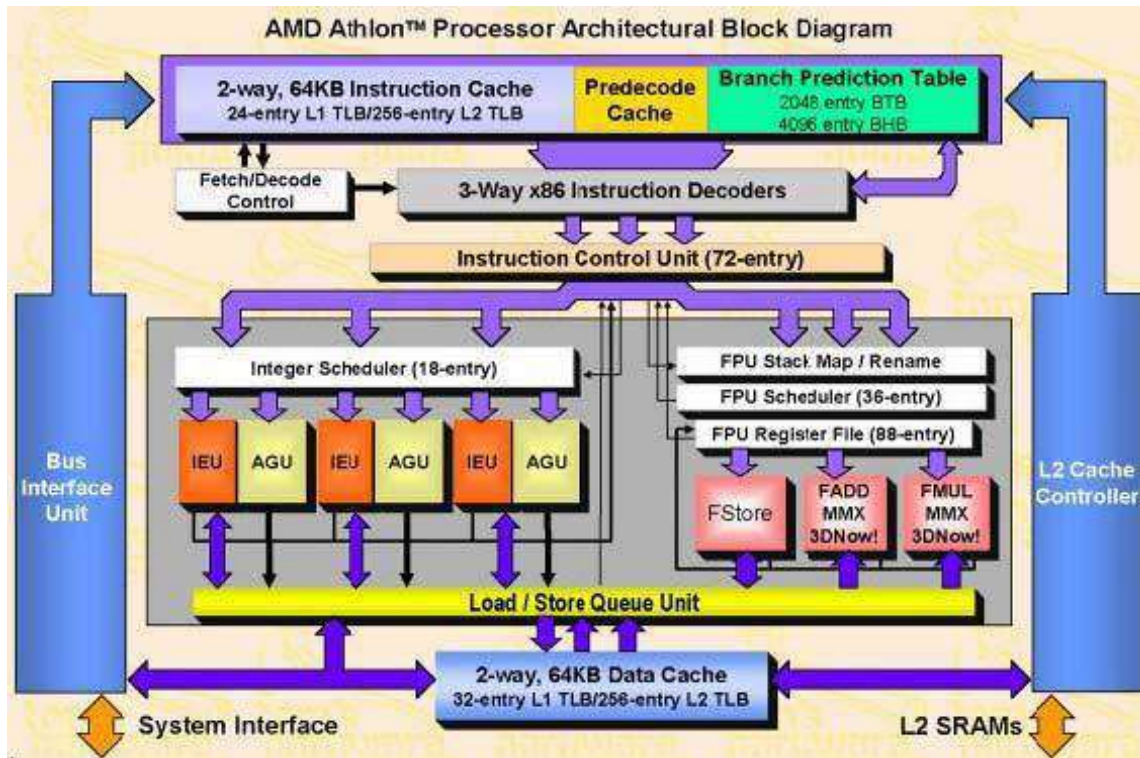 AMD Athlon™ Processor Architectural Block Diagram
2-way, 64KB Instruction Cache
24-entry L1 TLB/256-entry L2 TLB
Predecode
Cache
Branch Prediction Table
2048 entry BTB
4096 entry BHB
Fetch/Decode
Control
3-Way x86 Instruction Decoders
Instruction Control Unit (72-entry)
Integer Scheduler (18-entry)
FPU Stack Map / Rename
FPU Scheduler (36-entry)
FPU Register File (88-entry)
Bus
Interface
Unit
IEU
AGU
IEU
AGU
IEU
AGU
FStore
FADD
MMX
3DNow!
FMUL
MMX
3DNow!
L2 Cache
Controller
Load / Store Queue Unit
2-way, 64KB Data Cache
32-entry L1 TLB/256-entry L2 TLB
System Interface
L2 SRAMs